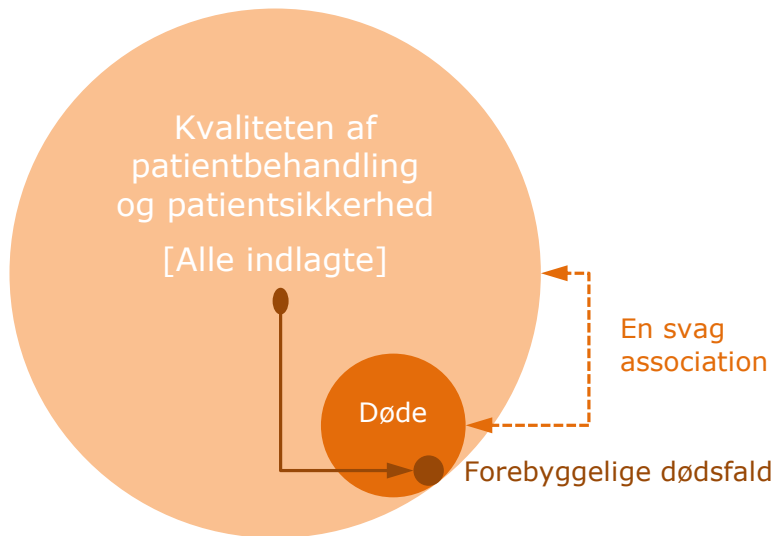 Kvaliteten af
patientbehandling
og patientsikkerhed
[Alle indlagte]
En svag
association
Døde
Forebyggelige dødsfald